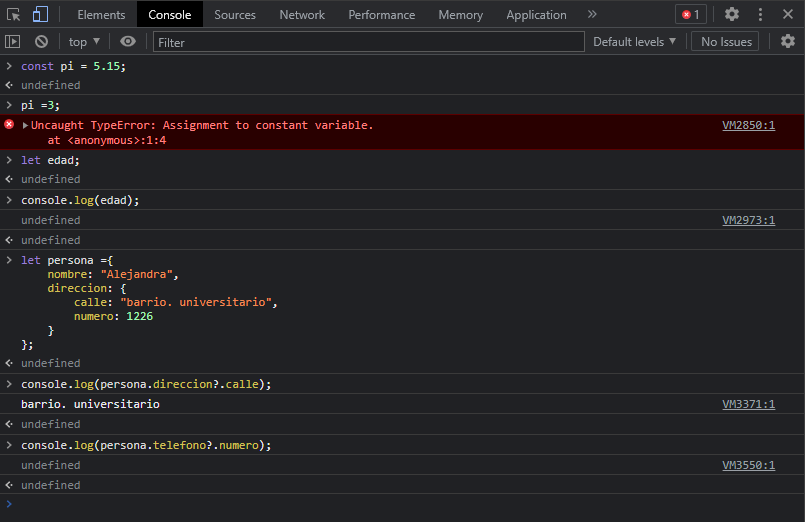 Elements Console Sources Network Performance Memory Application » 1
top ▼ Filter Default levels ▼ No Issues
> const pi = 5.15;
undefined
> pi =3;
Uncaught TypeError: Assignment to constant variable. VM2850:1
at <anonymous>:1:4
> let edad;
undefined
> console.log(edad);
undefined VM2973:1
undefined
> let persona ={
nombre: "Alejandra",
direccion: {
calle: "barrio. universitario",
numero: 1226
}
};
undefined
> console.log(persona.direccion?.calle);
barrio. universitario VM3371:1
undefined
> console.log(persona.telefono?.numero);
undefined VM3550:1
undefined
>